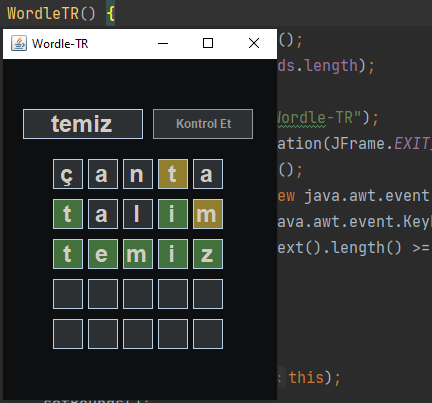 WordleTR() {
Wordle-TR
();
ds.length);
temiz
Kontrol Et
Wordle-TR");
ation(JFrame.EXIT
ç a n t a
();
ew java.awt.event
t a l i m
ava.awt.event.Key
t e m i z
ext().length() >=
: this);